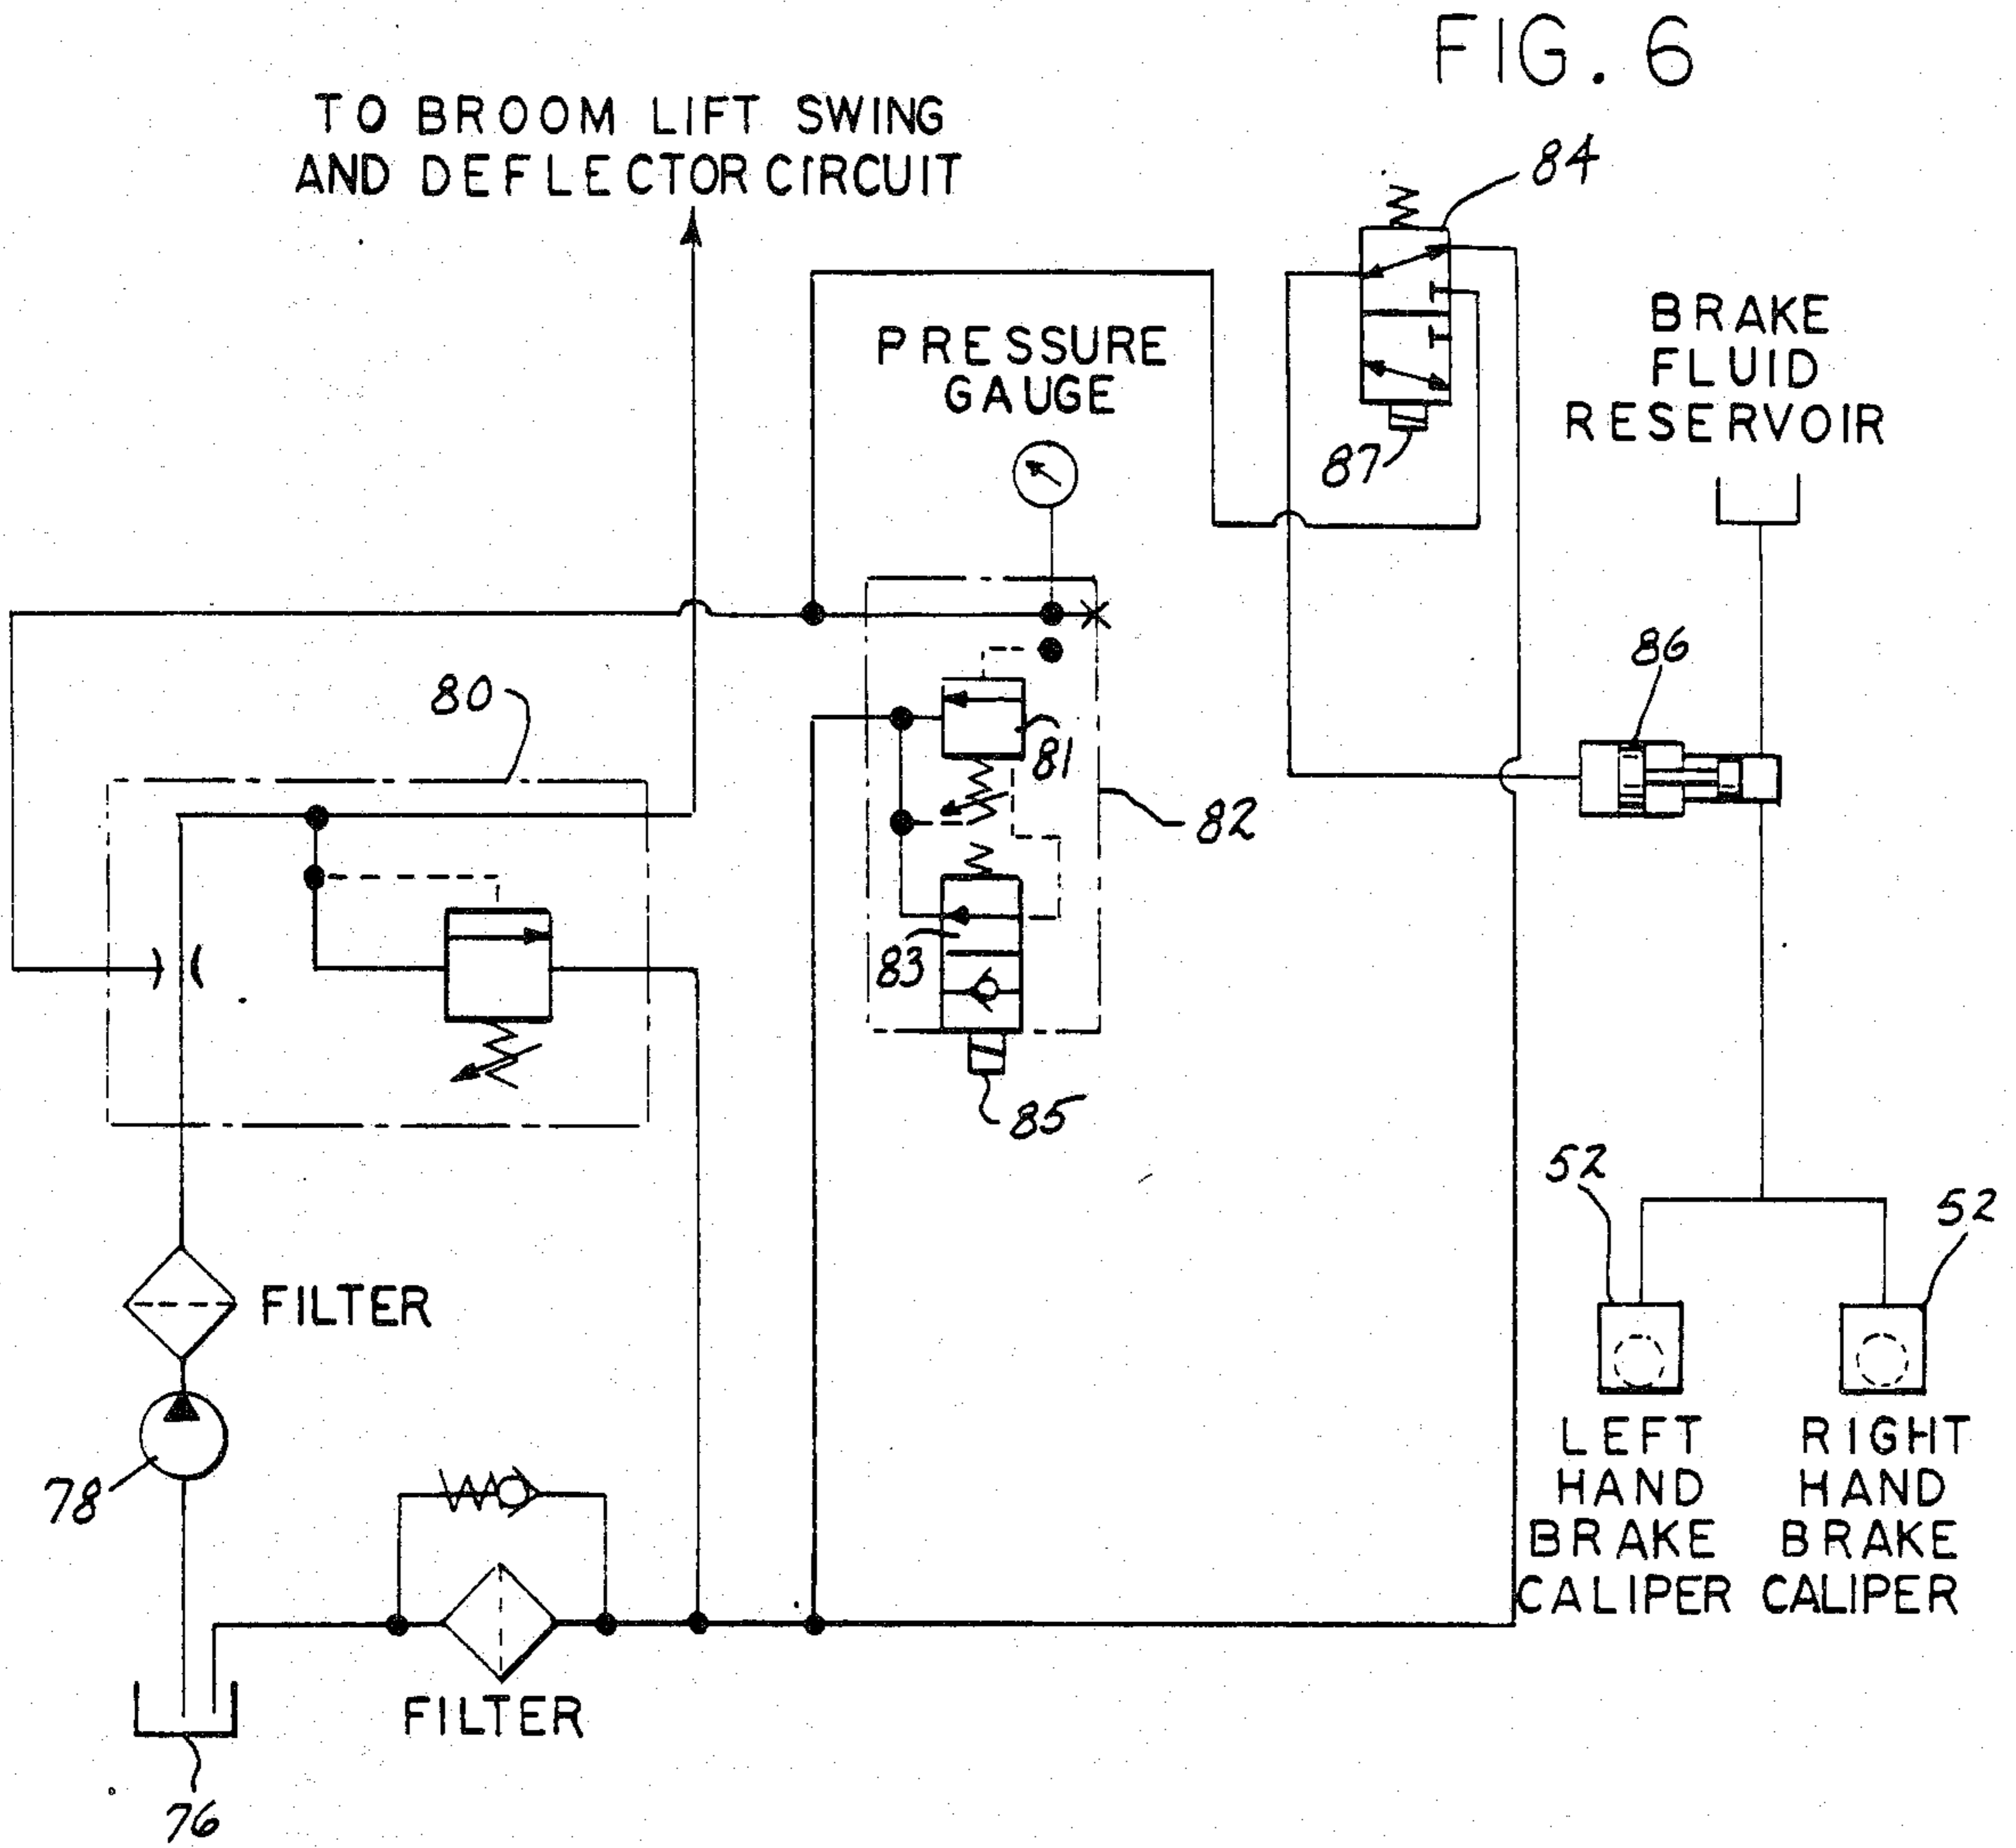 FIG. 6
TO BROOM LIFT SWING
AND DEFLECTOR CIRCUIT
84
PRESSURE
GAUGE
BRAKE
FLUID
RESERVOIR
87
86
80
81
82
83
85
52
52
FILTER
78
LEFT
HAND
BRAKE
CALIPER
RIGHT
HAND
BRAKE
CALIPER
FILTER
76